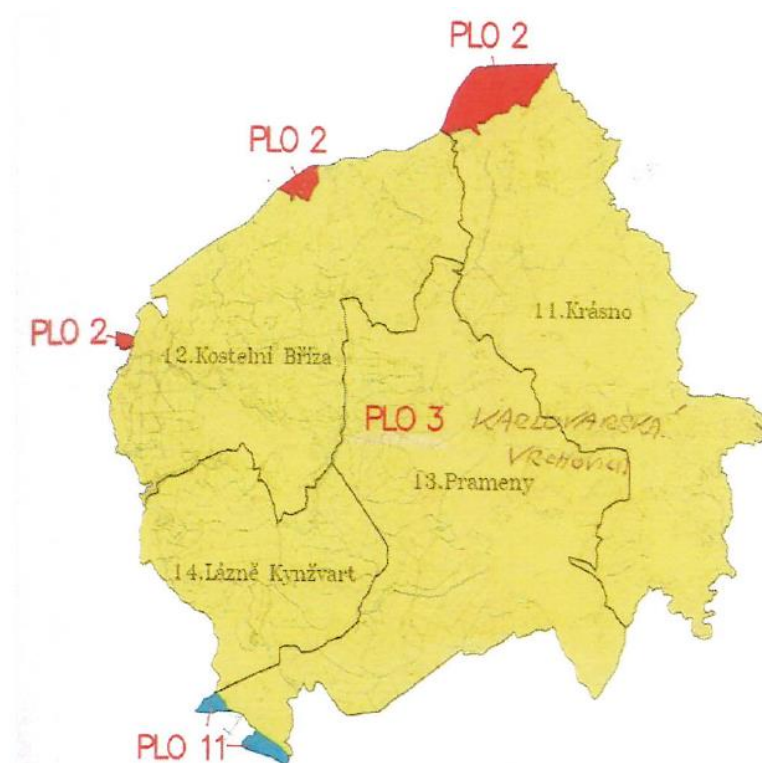 PLO 2
PLO 2
11.Krásno
PLO 2
12.Kostelní Bříza
PLO 3
KARLOVARSKÁ
VRCHOVINA
13.Prameny
14.Lázně Kynžvart
PLO 11